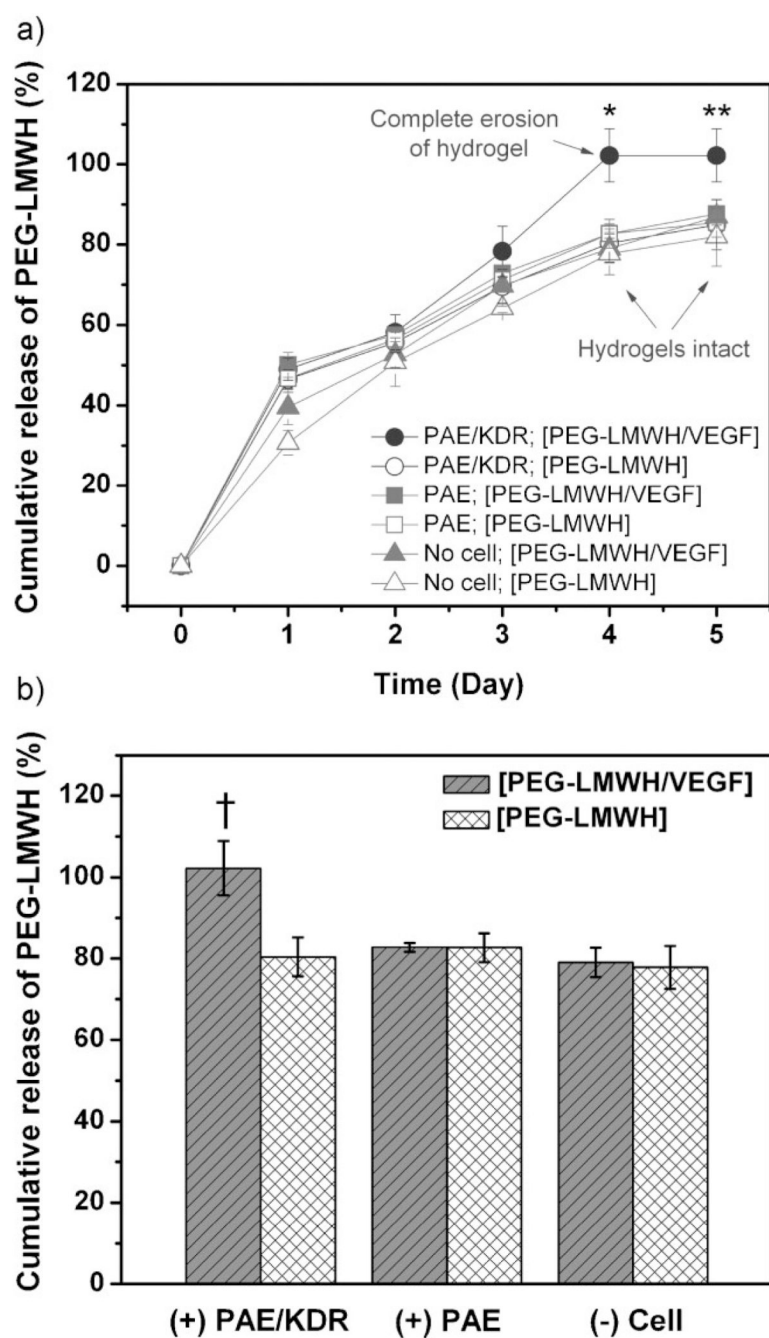 a)
Cumulative release of PEG-LMWH (%)
120
100
80
60
40
20
0
Complete erosion
of hydrogel
*
**
Hydrogels intact
PAE/KDR; [PEG-LMWH/VEGF]
PAE/KDR; [PEG-LMWH]
PAE; [PEG-LMWH/VEGF]
PAE; [PEG-LMWH]
No cell; [PEG-LMWH/VEGF]
No cell; [PEG-LMWH]
0 1 2 3 4 5
Time (Day)
b)
Cumulative release of PEG-LMWH (%)
120
100
80
60
40
20
0
†
[PEG-LMWH/VEGF]
[PEG-LMWH]
(+) PAE/KDR (+) PAE (-) Cell